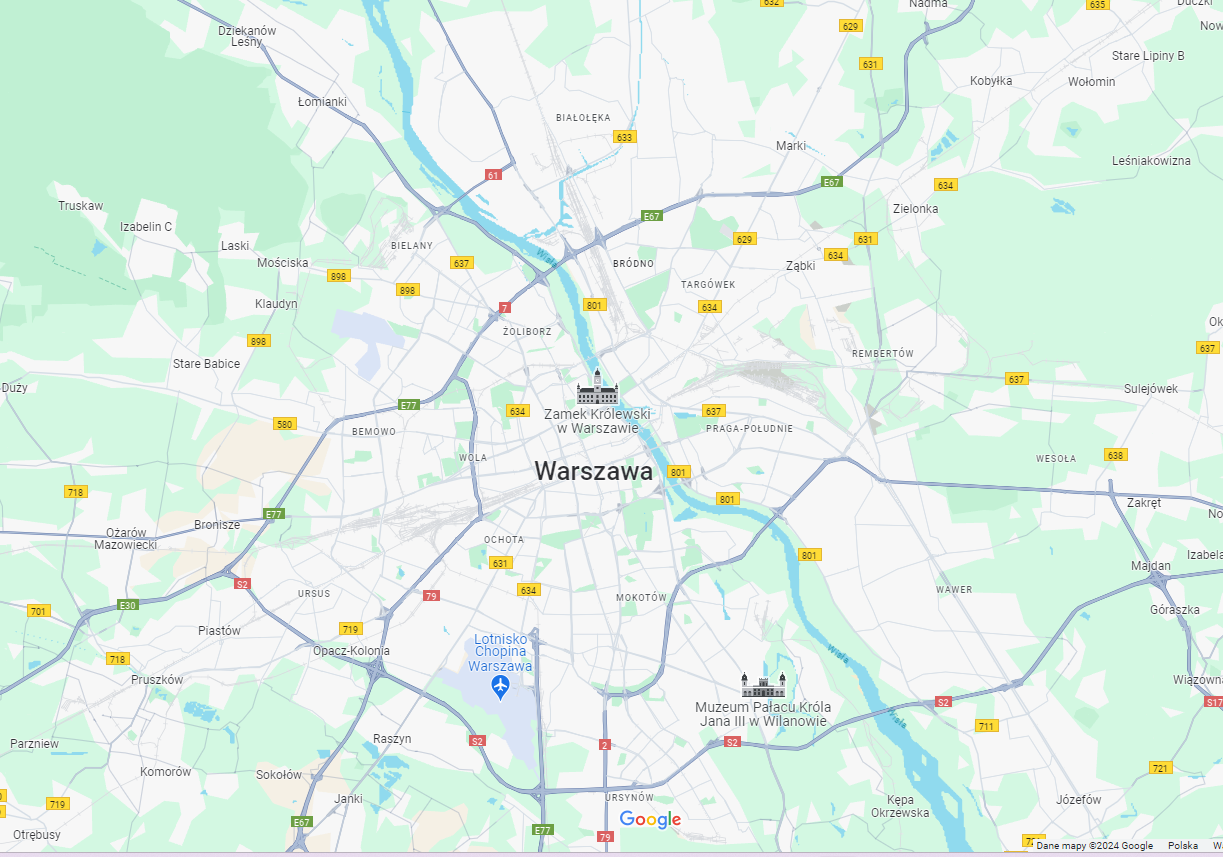 632
635
Duczki
Nadma
629
Now
Dziekanów
Leśny
Stare Lipiny B
631
Kobyłka
Wołomin
Łomianki
BIAŁOŁĘKA
633
Marki
Leśniakowizna
61
E67
634
Truskaw
Izabelin C
E67
Zielonka
Laski
BIELANY
629
631
Mościska
637
Wisła
BRÓDNO
634
Ząbki
898
898
TARGÓWEK
Klaudyn
7
801
634
ŻOLIBORZ
Ok
898
637
Stare Babice
REMBERTÓW
637
Duży
Sulejówek
E77
634
Zamek Królewski
w Warszawie
637
580
BEMOWO
PRAGA-POŁUDNIE
WOLA
Warszawa
801
638
WESOŁA
718
801
Zakręt
Bronisze
E77
No
Ożarów
Mazowiecki
OCHOTA
801
Izabela
631
Majdan
S2
634
WAWER
URSUS
79
MOKOTÓW
E30
701
Góraszka
719
Piastów
Lotnisko
Chopina
Warszawa
Opacz-Kolonia
718
Wisła
Pruszków
Wiązowna
Muzeum Pałacu Króla
Jana III w Wilanowie
S2
S17
Wisła
711
Raszyn
S2
2
S2
Parzniew
721
Komorów
Sokołów
Janki
URSYNÓW
Kępa
Okrzewska
Józefów
719
Google
E67
E77
79
Otrębusy
Dane mapy ©2024 Google
Polska